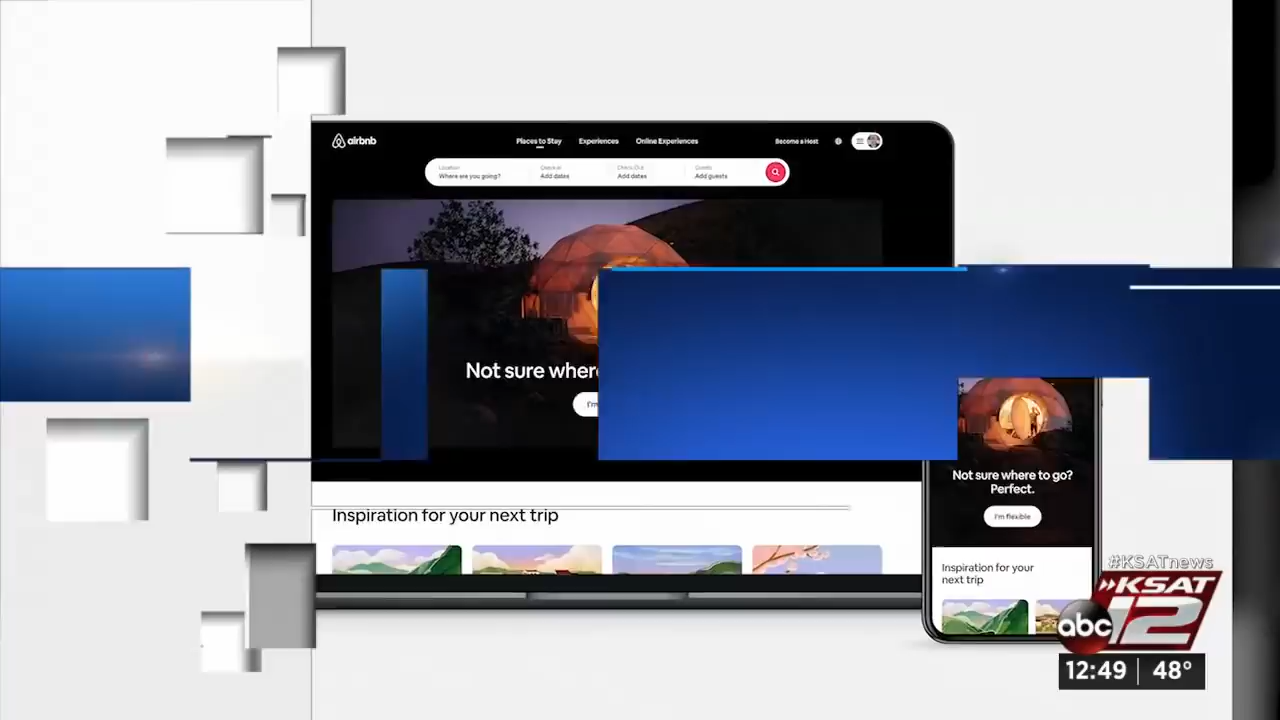 airbnb
Places to Stay Experiences Online Experiences
Become a Host
Location Check in Check Out Guests
Where are you going? Add dates Add dates Add guests
Not sure wher
I'm
Inspiration for your next trip
Not sure where to go?
Perfect.
I'm flexible
Inspiration for your
next trip
#KSATnews
KSAT
abc 12
12:49 48°